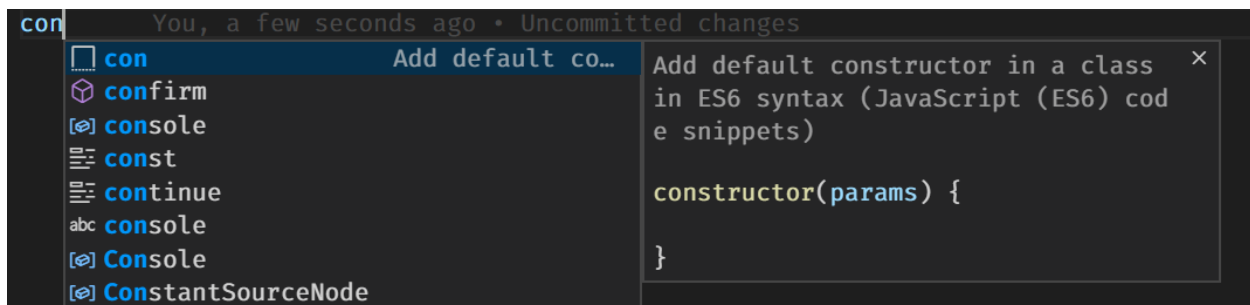 con You, a few seconds ago • Uncommitted changes
con Add default co…
confirm
console
const
continue
abc console
Console
ConstantSourceNode
Add default constructor in a class
in ES6 syntax (JavaScript (ES6) cod
e snippets)
constructor(params) {
}